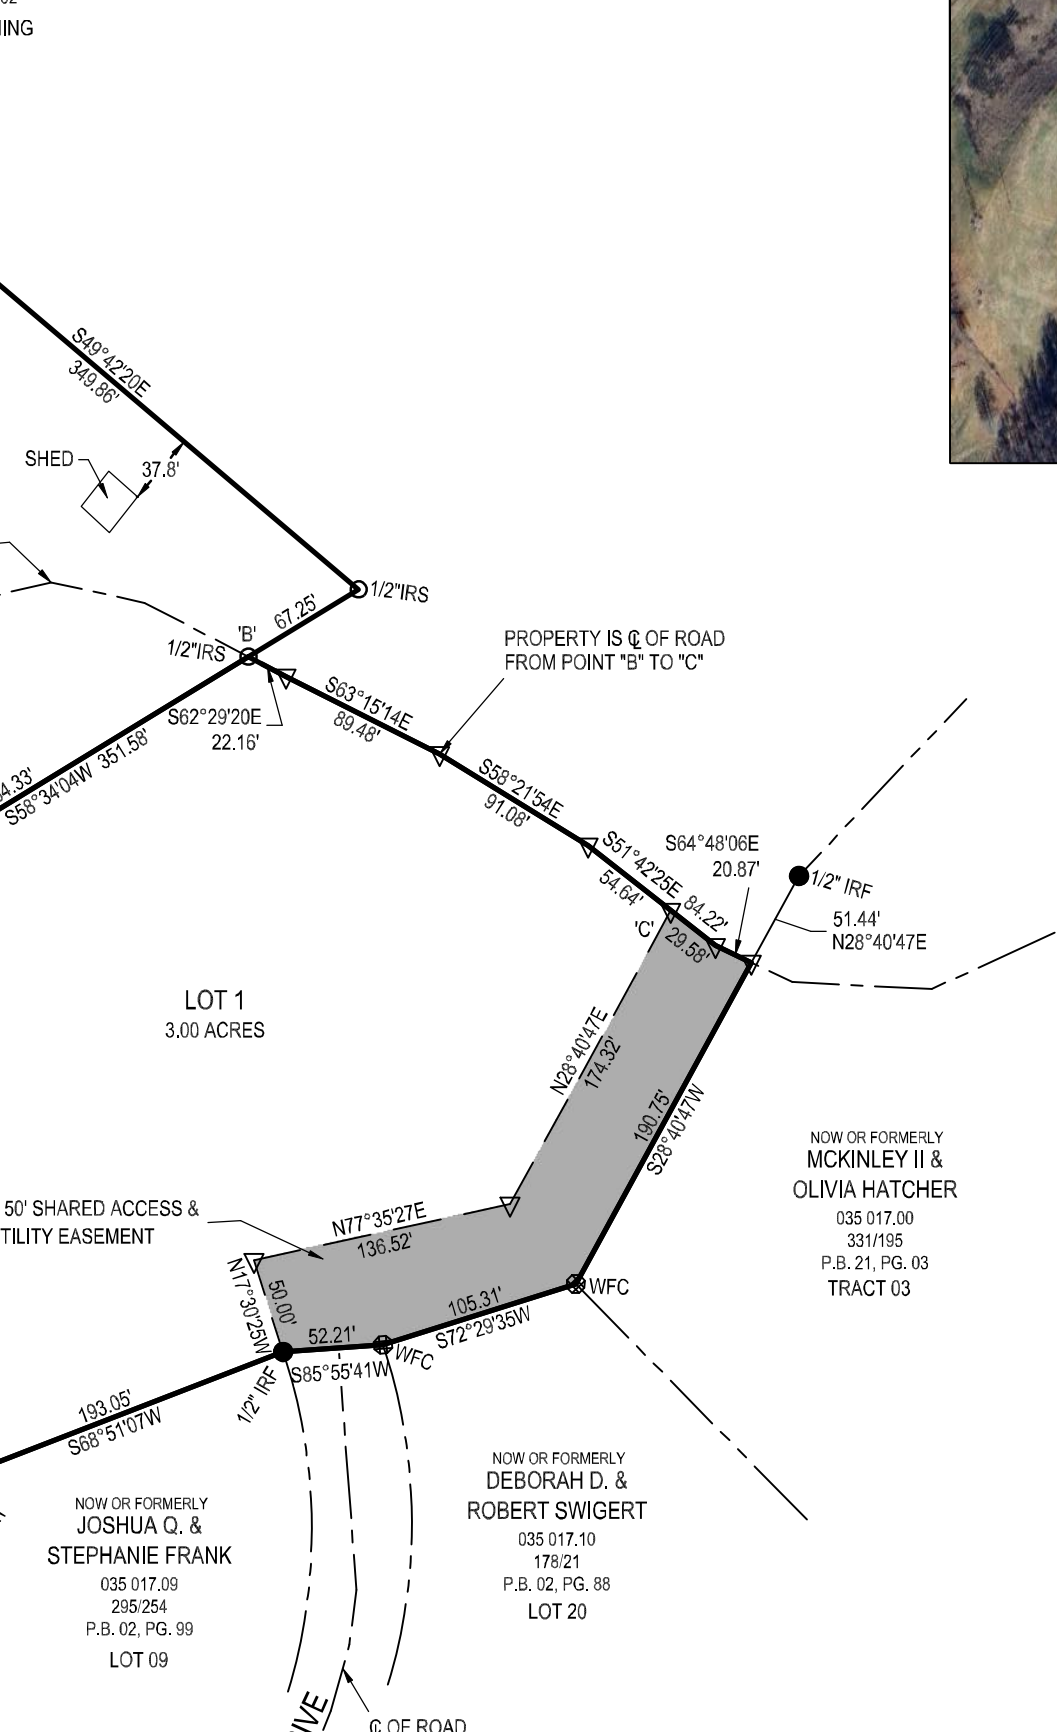 S49°42'20E
349.86'
SHED
37.8'
1/2"IRS
67.25'
'B'
1/2"IRS
PROPERTY IS ℄ OF ROAD
FROM POINT "B" TO "C"
S62°29'20E
22.16'
S63°15'14E
89.48'
351.58'
S58°34'04W
S58°21'54E
91.08'
S51°42'25E
54.64'
S64°48'06E
20.87'
1/2" IRF
84.22'
'C'
29.58'
51.44'
N28°40'47E
LOT 1
3.00 ACRES
N28°40'47E
174.32'
190.75'
S28°40'47W
NOW OR FORMERLY
MCKINLEY II &
OLIVIA HATCHER
035 017.00
331/195
P.B. 21, PG. 03
TRACT 03
50' SHARED ACCESS &
TILITY EASEMENT
N77°35'27E
136.52'
N17°30'25W
50.00'
105.31'
S72°29'35W
WFC
52.21'
S85°55'41W
WFC
1/2" IRF
193.05'
S68°51'07W
NOW OR FORMERLY
JOSHUA Q. &
STEPHANIE FRANK
035 017.09
295/254
P.B. 02, PG. 99
LOT 09
NOW OR FORMERLY
DEBORAH D. &
ROBERT SWIGERT
035 017.10
178/21
P.B. 02, PG. 88
LOT 20
IVE
℄ OF ROAD